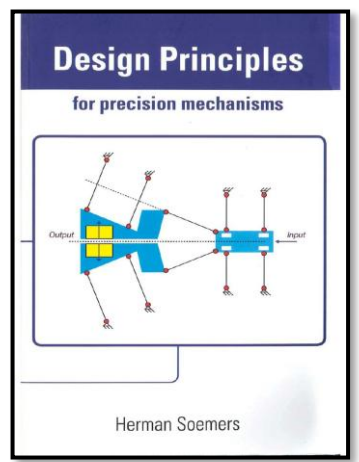 Design Principles
for precision mechanisms
Output
input
Herman Soemers